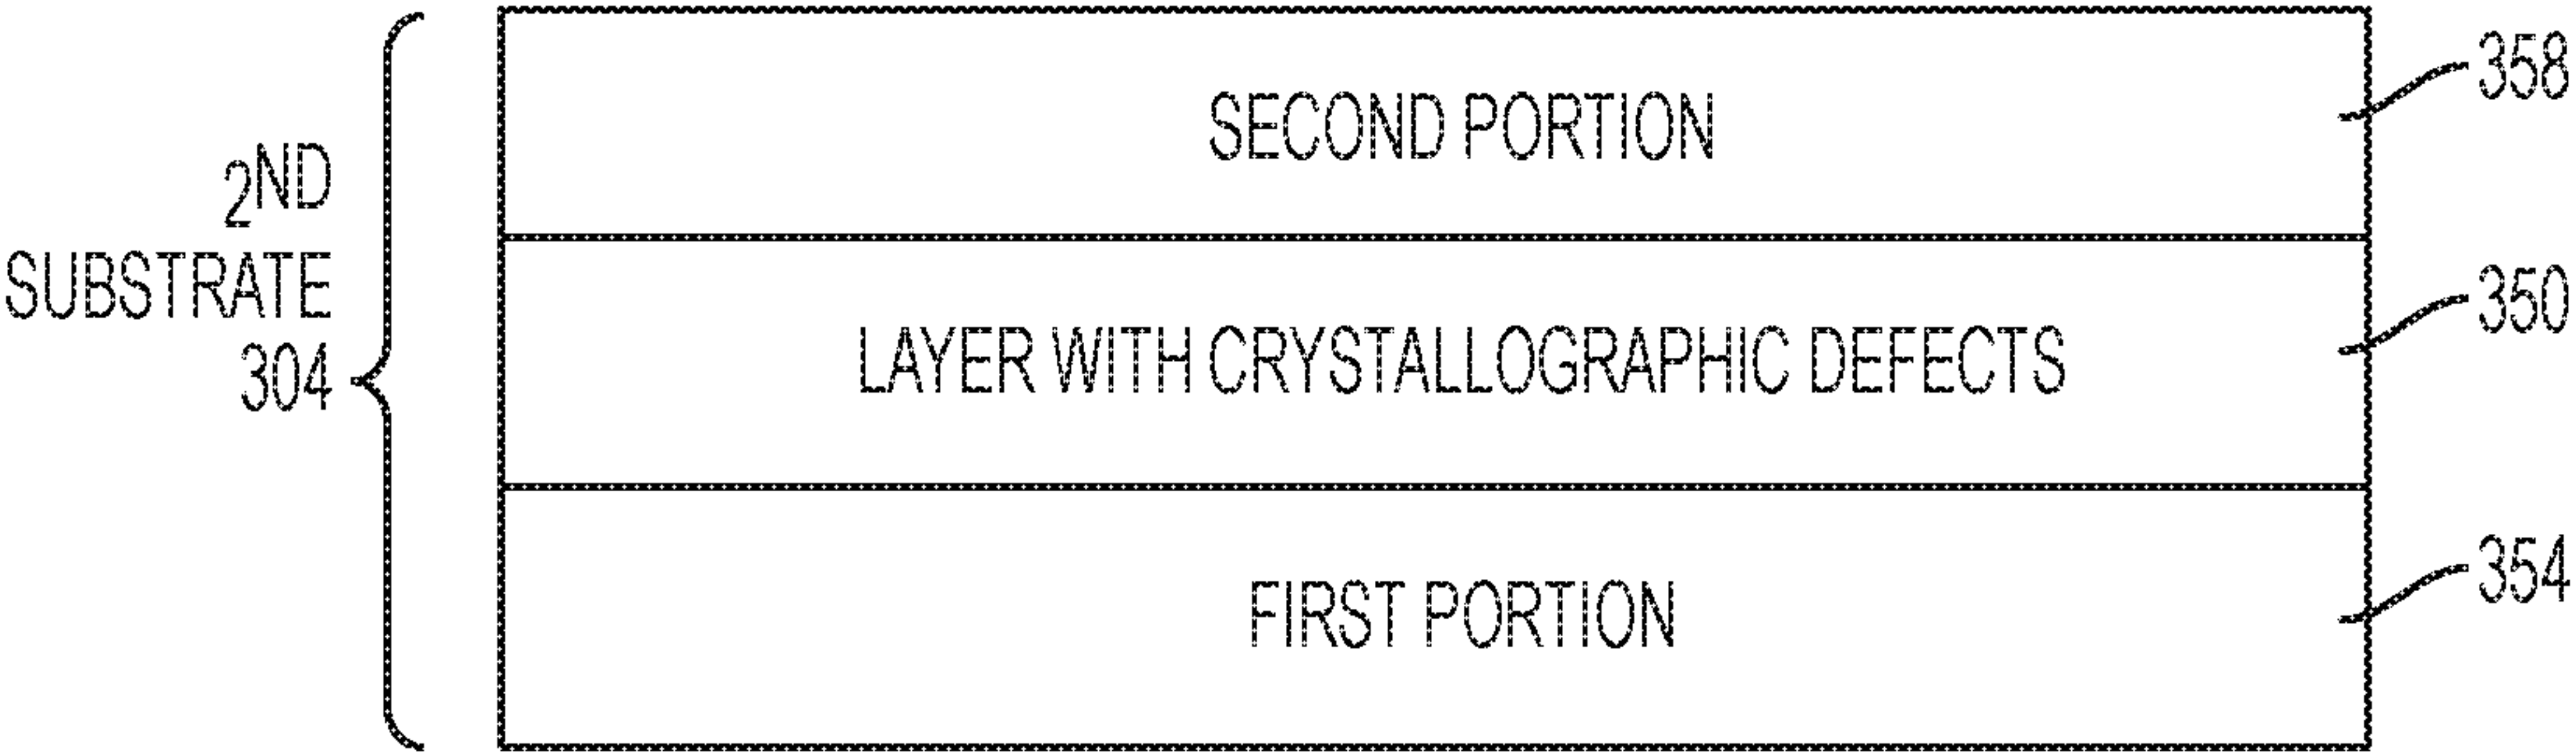 2ND
SUBSTRATE
304
SECOND PORTION
358
LAYER WITH CRYSTALLOGRAPHIC DEFECTS
350
FIRST PORTION
354